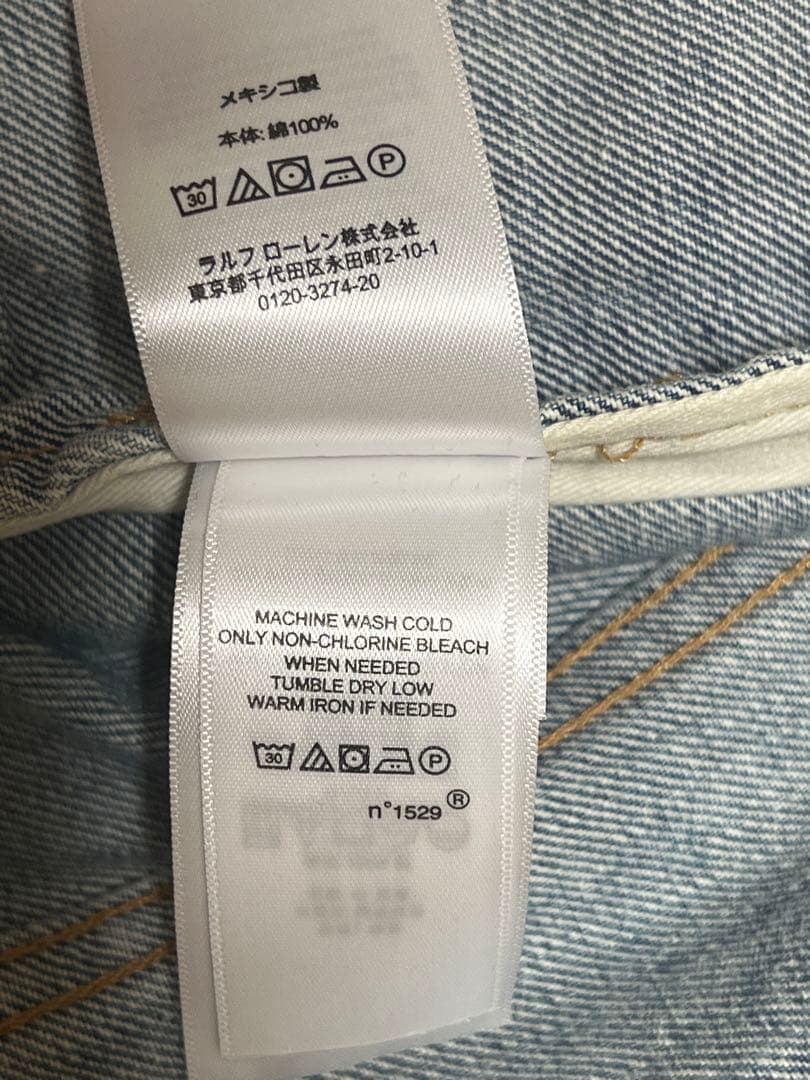 メキシコ製
本体:綿100%
30 P
ラルフ ローレン株式会社
東京都千代田区永田町2-10-1
0120-3274-20
MACHINE WASH COLD
ONLY NON-CHLORINE BLEACH
WHEN NEEDED
TUMBLE DRY LOW
WARM IRON IF NEEDED
30 P
n°1529®